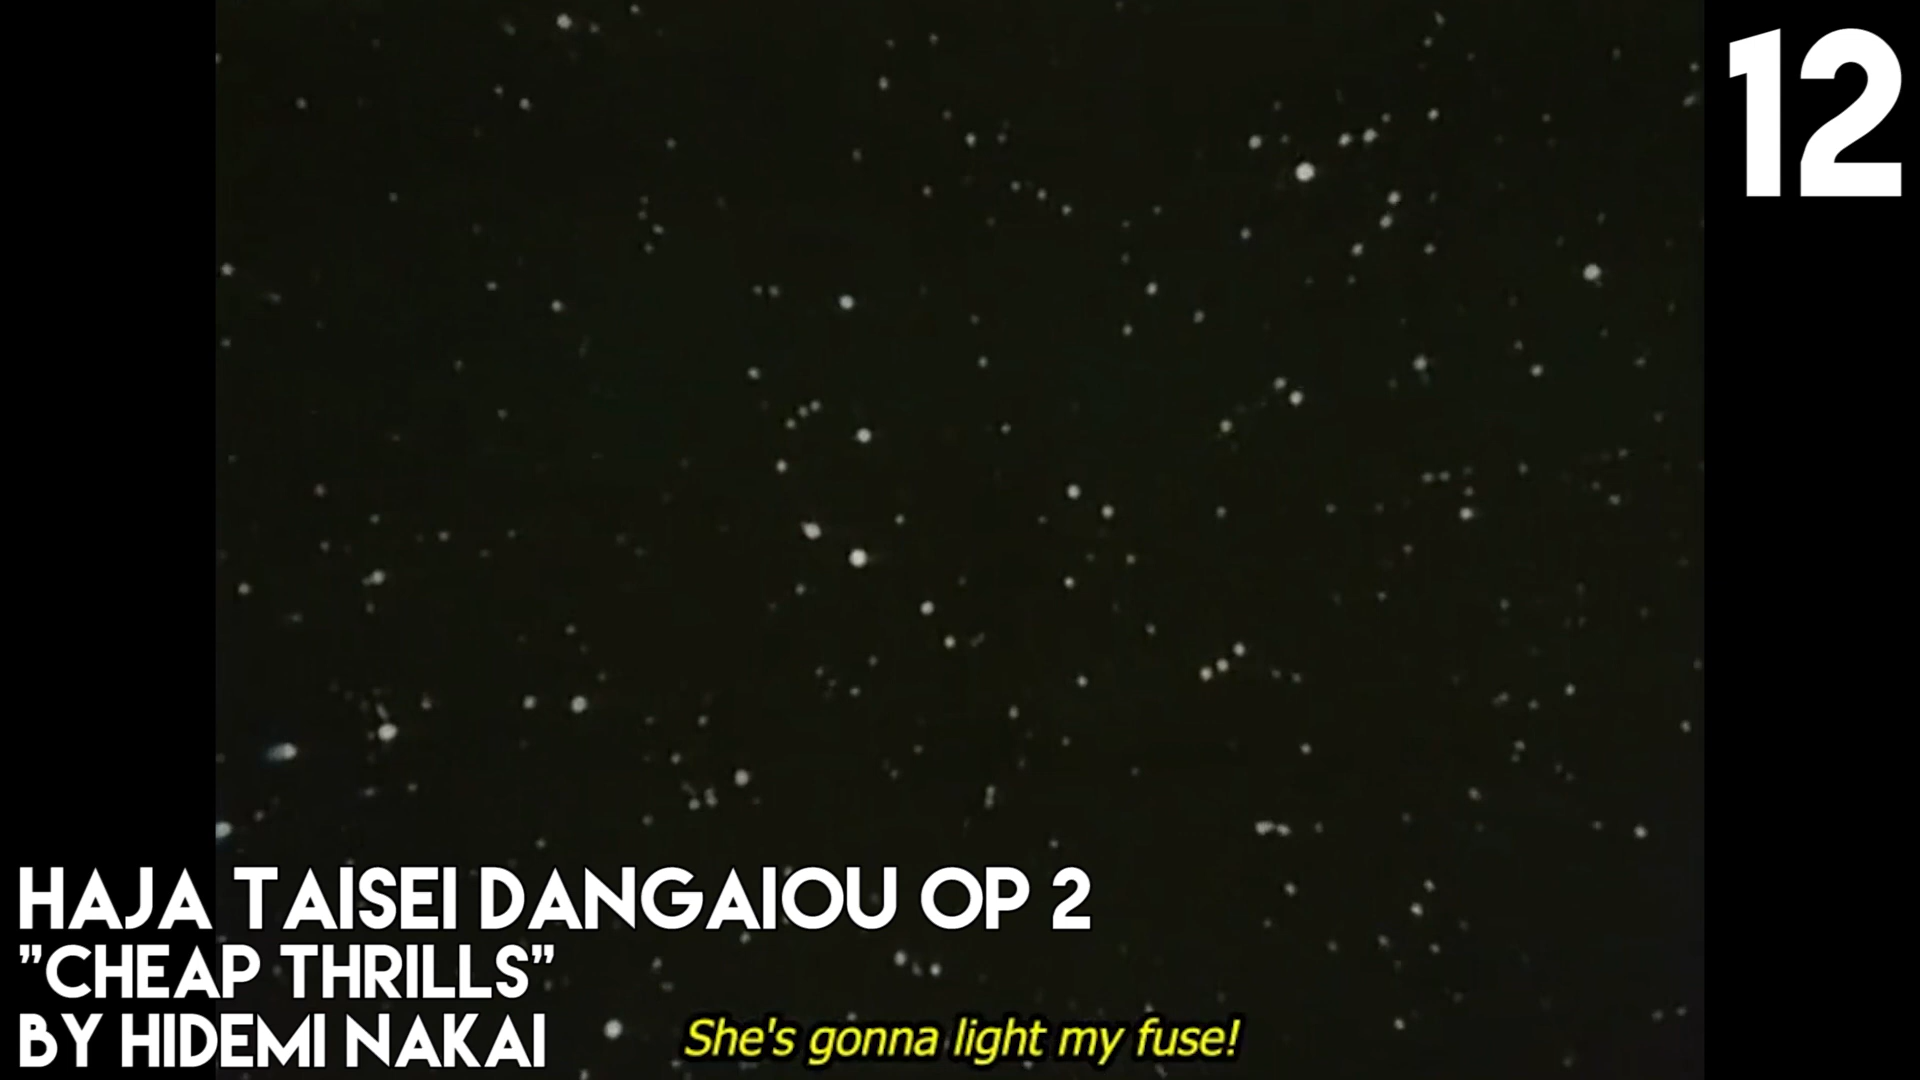 12
HAJA TAISEI DANGAIOU OP 2
"CHEAP THRILLS"
BY HIDEMI NAKAI
She's gonna light my fuse!